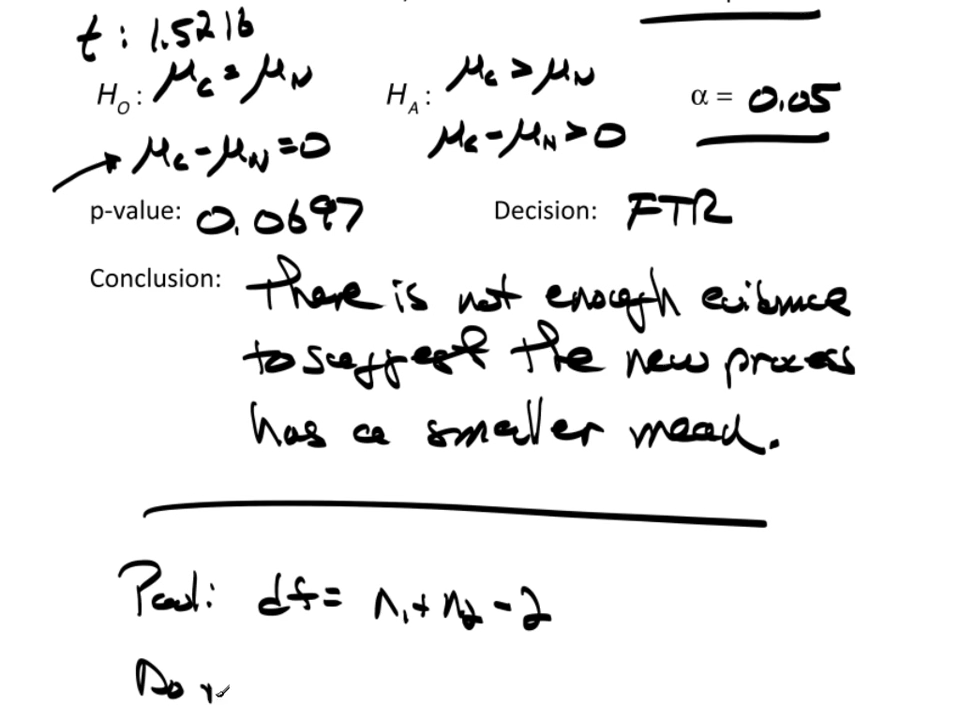 t: 1.5216
H₀: μc = μN Hᴀ: μc > μN α = 0.05
μc - μN = 0 μc - μN > 0
p-value: 0.0697 Decision: FTR
Conclusion: There is not enough evidence
to suggest the new process
has a smaller mean.
Pool: df = n₁ + n₂ - 2
Do